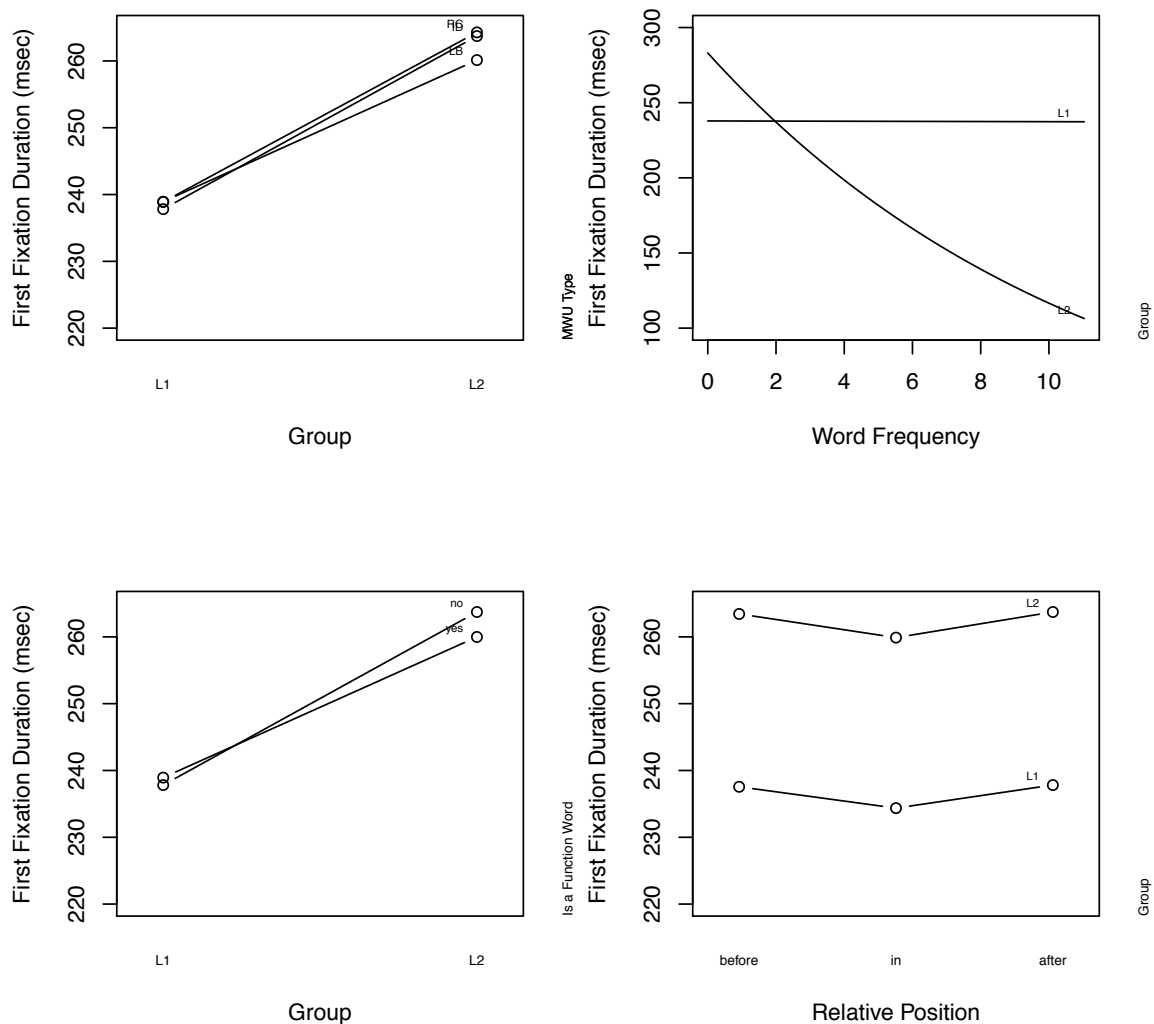 First Fixation Duration (msec)
220 230 240 250 260
RC
ID
LB
L1 L2
Group
MWU Type
First Fixation Duration (msec)
100 150 200 250 300
L1
L2
0 2 4 6 8 10
Word Frequency
Group
First Fixation Duration (msec)
220 230 240 250 260
no
yes
L1 L2
Group
Is a Function Word
First Fixation Duration (msec)
220 230 240 250 260
L2
L1
before in after
Relative Position
Group